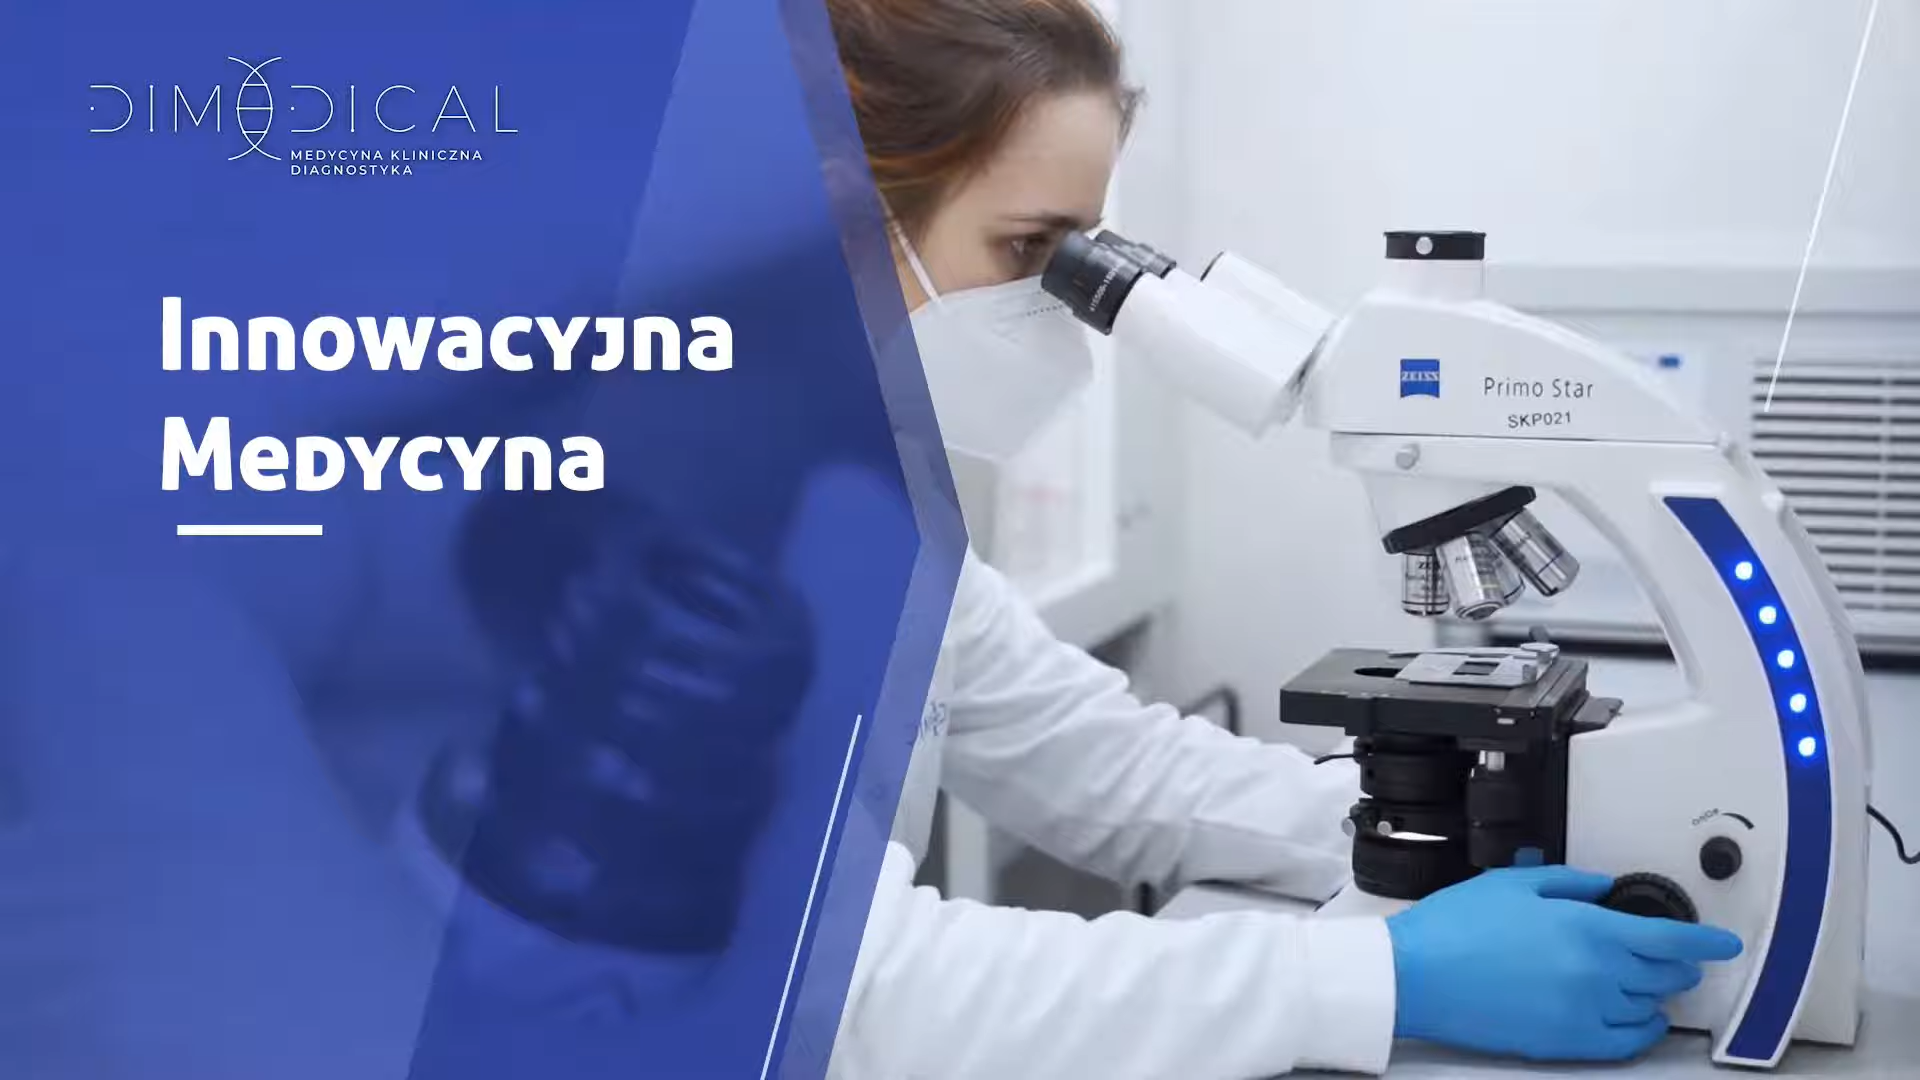 DIMEDICAL
MEDYCYNA KLINICZNA
DIAGNOSTYKA
Innowacyjna
Medycyna
ZEISS
Primo Star
SKP021